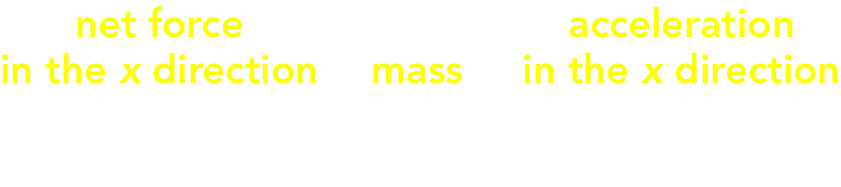 net force acceleration
in the x direction mass in the x direction